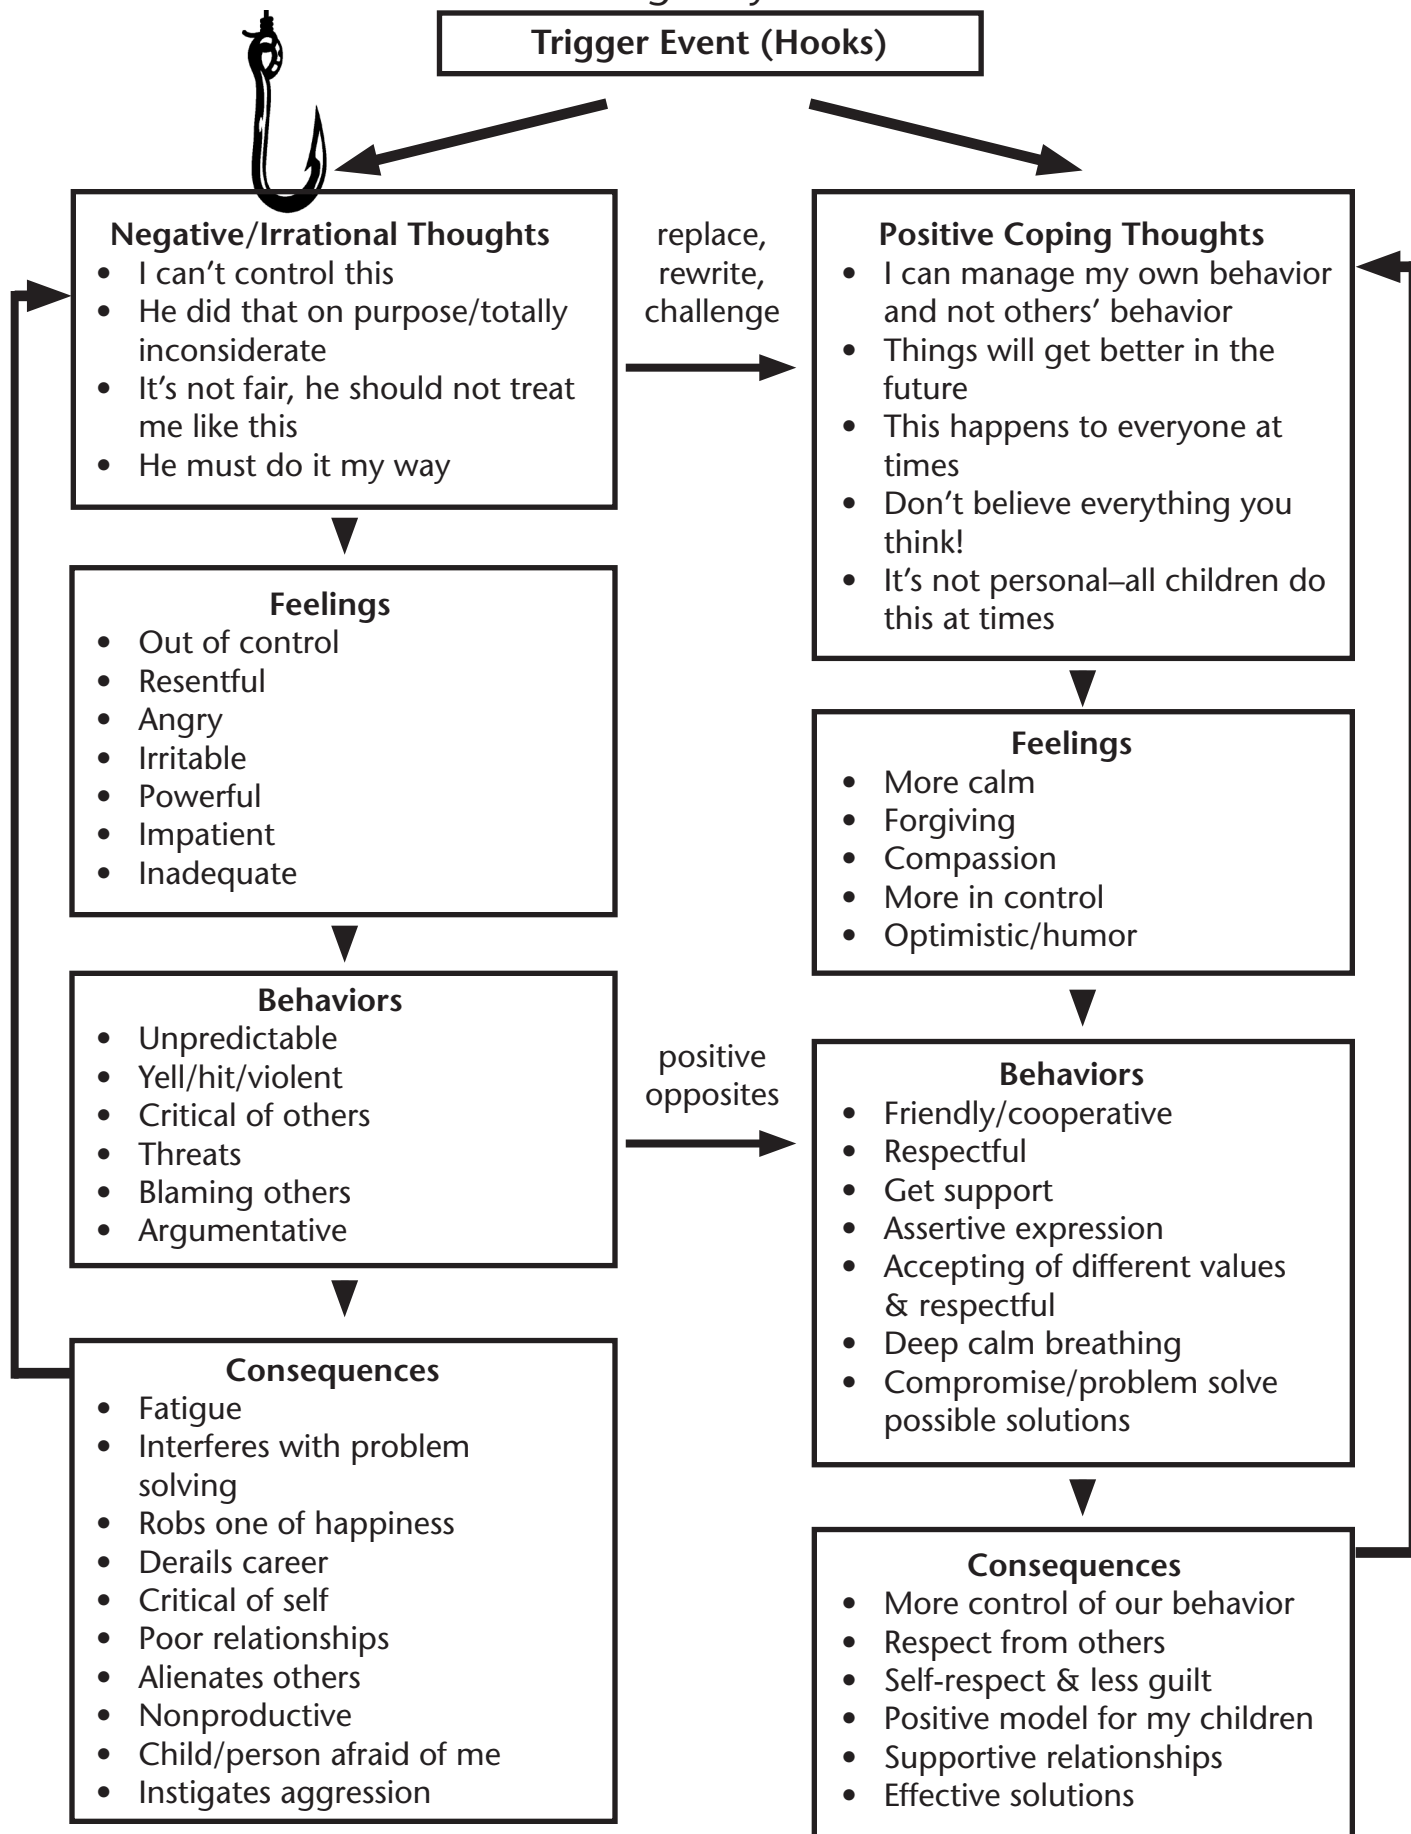 Trigger Event (Hooks)
Negative/Irrational Thoughts
• I can't control this
• He did that on purpose/totally
inconsiderate
• It's not fair, he should not treat
me like this
• He must do it my way
replace,
rewrite,
challenge
Positive Coping Thoughts
• I can manage my own behavior
and not others' behavior
• Things will get better in the
future
• This happens to everyone at
times
• Don't believe everything you
think!
• It's not personal–all children do
this at times
Feelings
• Out of control
• Resentful
• Angry
• Irritable
• Powerful
• Impatient
• Inadequate
Feelings
• More calm
• Forgiving
• Compassion
• More in control
• Optimistic/humor
Behaviors
• Unpredictable
• Yell/hit/violent
• Critical of others
• Threats
• Blaming others
• Argumentative
positive
opposites
Behaviors
• Friendly/cooperative
• Respectful
• Get support
• Assertive expression
• Accepting of different values
& respectful
• Deep calm breathing
• Compromise/problem solve
possible solutions
Consequences
• Fatigue
• Interferes with problem
solving
• Robs one of happiness
• Derails career
• Critical of self
• Poor relationships
• Alienates others
• Nonproductive
• Child/person afraid of me
• Instigates aggression
Consequences
• More control of our behavior
• Respect from others
• Self-respect & less guilt
• Positive model for my children
• Supportive relationships
• Effective solutions